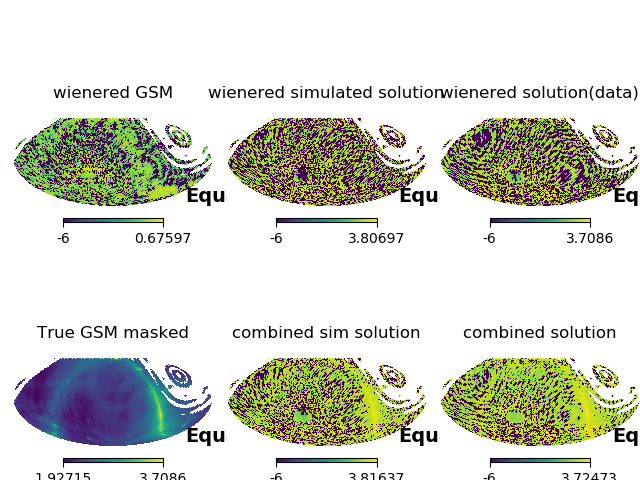 wienered GSM
wienered simulated solution
wienered solution(data)
Equ
Equ
Eq
-6 0.67597
-6 3.80697
-6 3.7086
True GSM masked
combined sim solution
combined solution
Equ
Equ
Eq
1.92715 3.7086
-6 3.81637
-6 3.72473